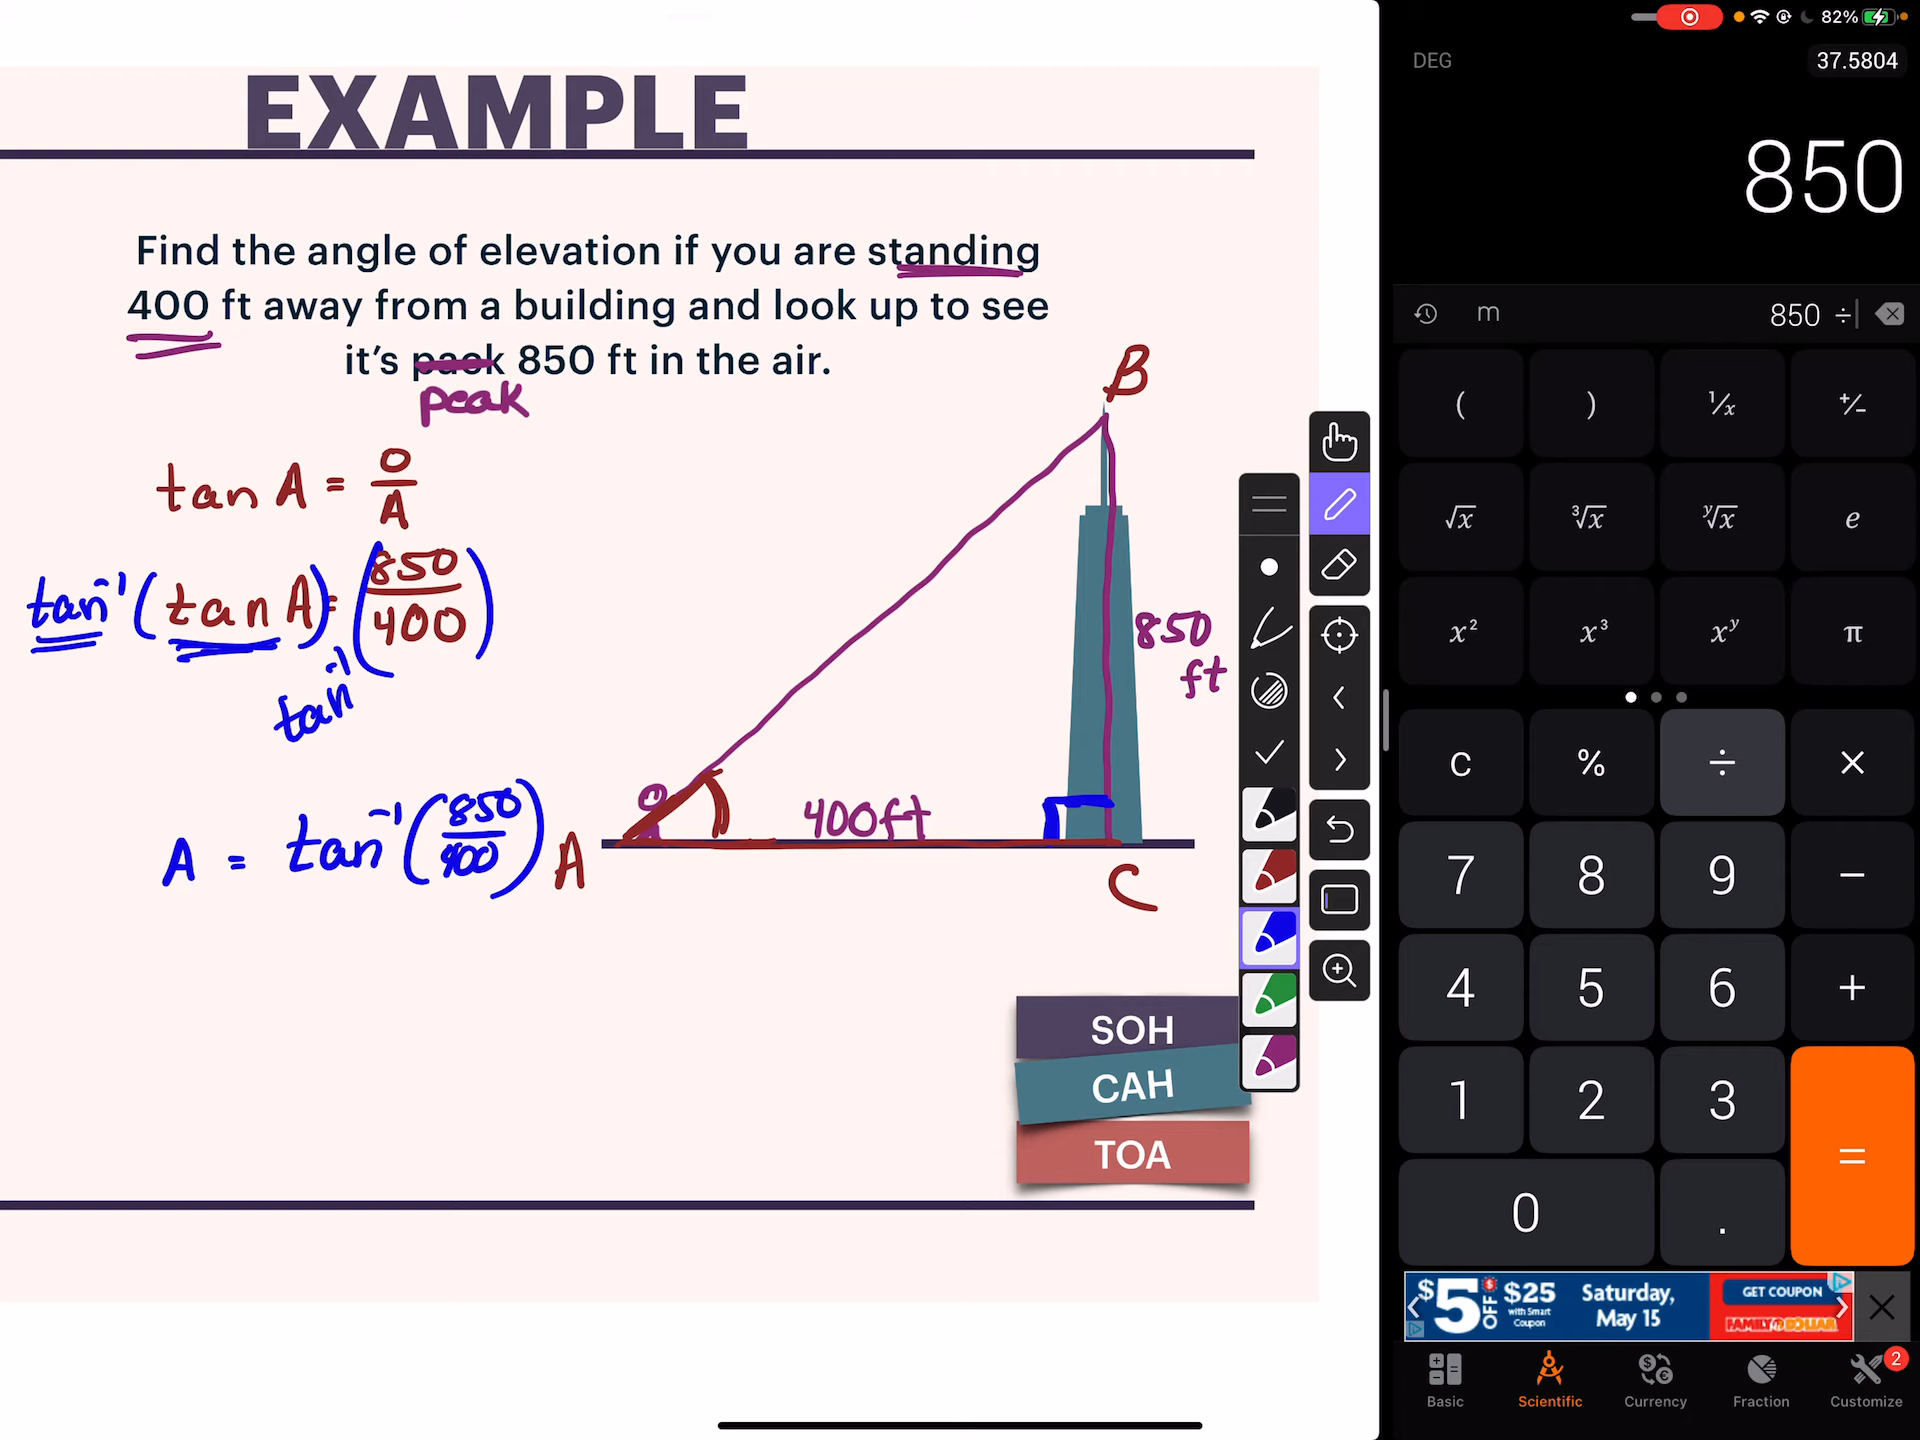 EXAMPLE
Find the angle of elevation if you are standing
400 ft away from a building and look up to see
it's pack 850 ft in the air.
peak
tan A = O/A
tan⁻¹(tan A) = (850/400)
tan⁻¹
A = tan⁻¹(850/400)
A
B
C
400ft
850
ft
SOH
CAH
TOA
82%
DEG
37.5804
850
m
850 ÷
( ) 1/x +/-
√x ³√x ʸ√x e
x² x³ xʸ π
c % ÷ ×
7 8 9 −
4 5 6 +
1 2 3 =
0 .
$5 OFF $25
with Smart
Coupon
Saturday,
May 15
GET COUPON
FAMILY DOLLAR
Basic
Scientific
Currency
Fraction
Customize
2